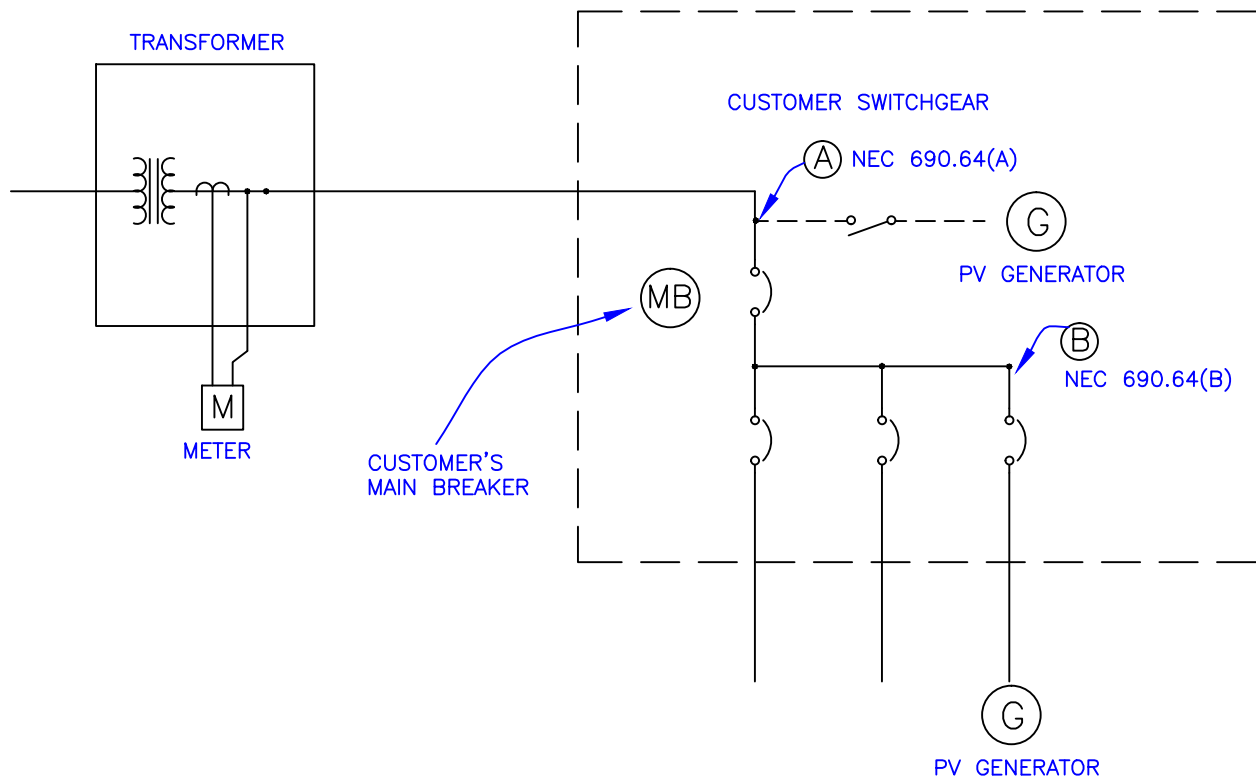 TRANSFORMER
CUSTOMER SWITCHGEAR
A NEC 690.64(A)
G
PV GENERATOR
MB
B
NEC 690.64(B)
M
METER
CUSTOMER'S
MAIN BREAKER
G
PV GENERATOR